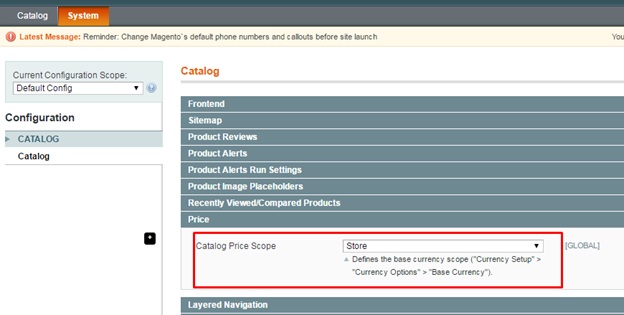 Catalog System
Latest Message: Reminder: Change Magento`s default phone numbers and callouts before site launch You
Current Configuration Scope:
Default Config
Configuration
CATALOG
Catalog
Catalog
Frontend
Sitemap
Product Reviews
Product Alerts
Product Alerts Run Settings
Product Image Placeholders
Recently Viewed/Compared Products
Price
Catalog Price Scope Store [GLOBAL]
Defines the base currency scope ("Currency Setup" >
"Currency Options" > "Base Currency").
Layered Navigation